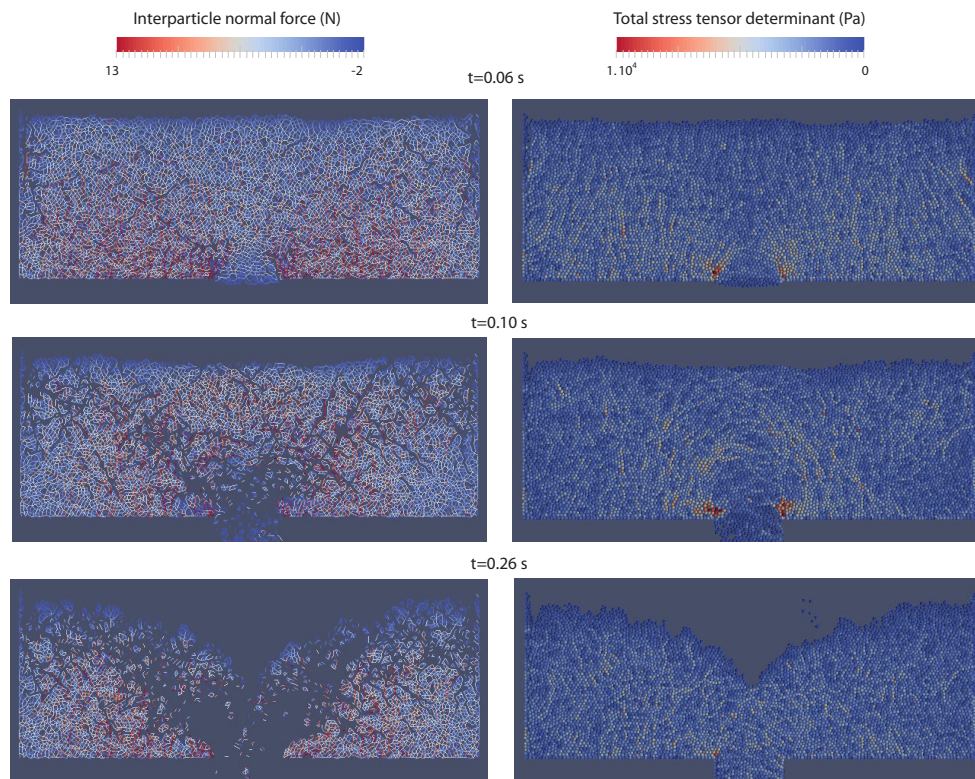 Interparticle normal force (N)
13 -2
Total stress tensor determinant (Pa)
1.10⁴ 0
t=0.06 s
t=0.10 s
t=0.26 s